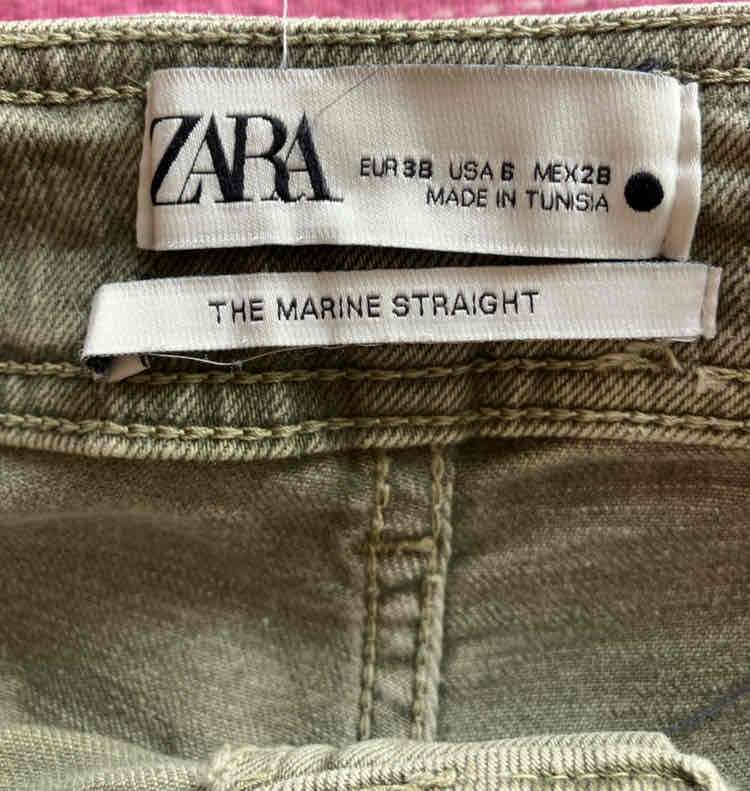 ZARA
EUR 38 USA 6 MEX 28
MADE IN TUNISIA
THE MARINE STRAIGHT